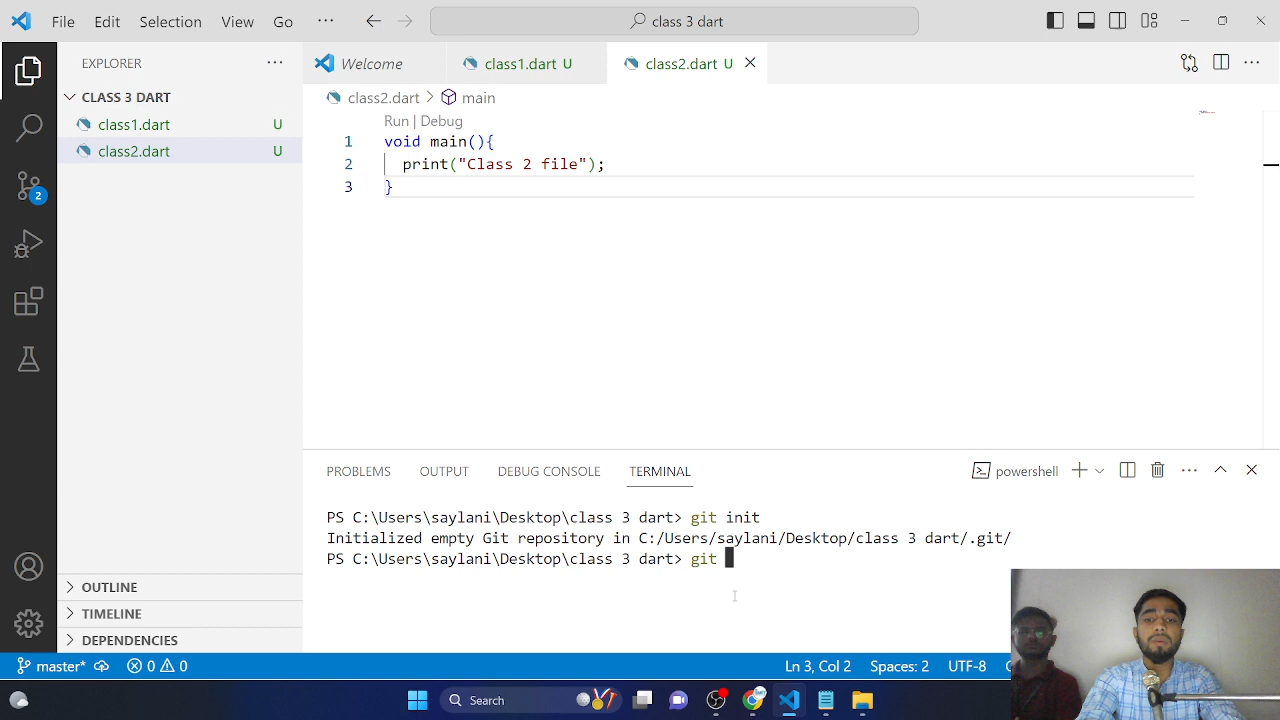 File Edit Selection View Go ··· class 3 dart
EXPLORER ···
CLASS 3 DART
class1.dart U
class2.dart U
2
OUTLINE
TIMELINE
DEPENDENCIES
Welcome class1.dart U class2.dart U
class2.dart > main
Run | Debug
1 void main(){
2 print("Class 2 file");
3 }
PROBLEMS OUTPUT DEBUG CONSOLE TERMINAL powershell
PS C:\Users\saylani\Desktop\class 3 dart> git init
Initialized empty Git repository in C:/Users/saylani/Desktop/class 3 dart/.git/
PS C:\Users\saylani\Desktop\class 3 dart> git
master* 0 0 Ln 3, Col 2 Spaces: 2 UTF-8
Search